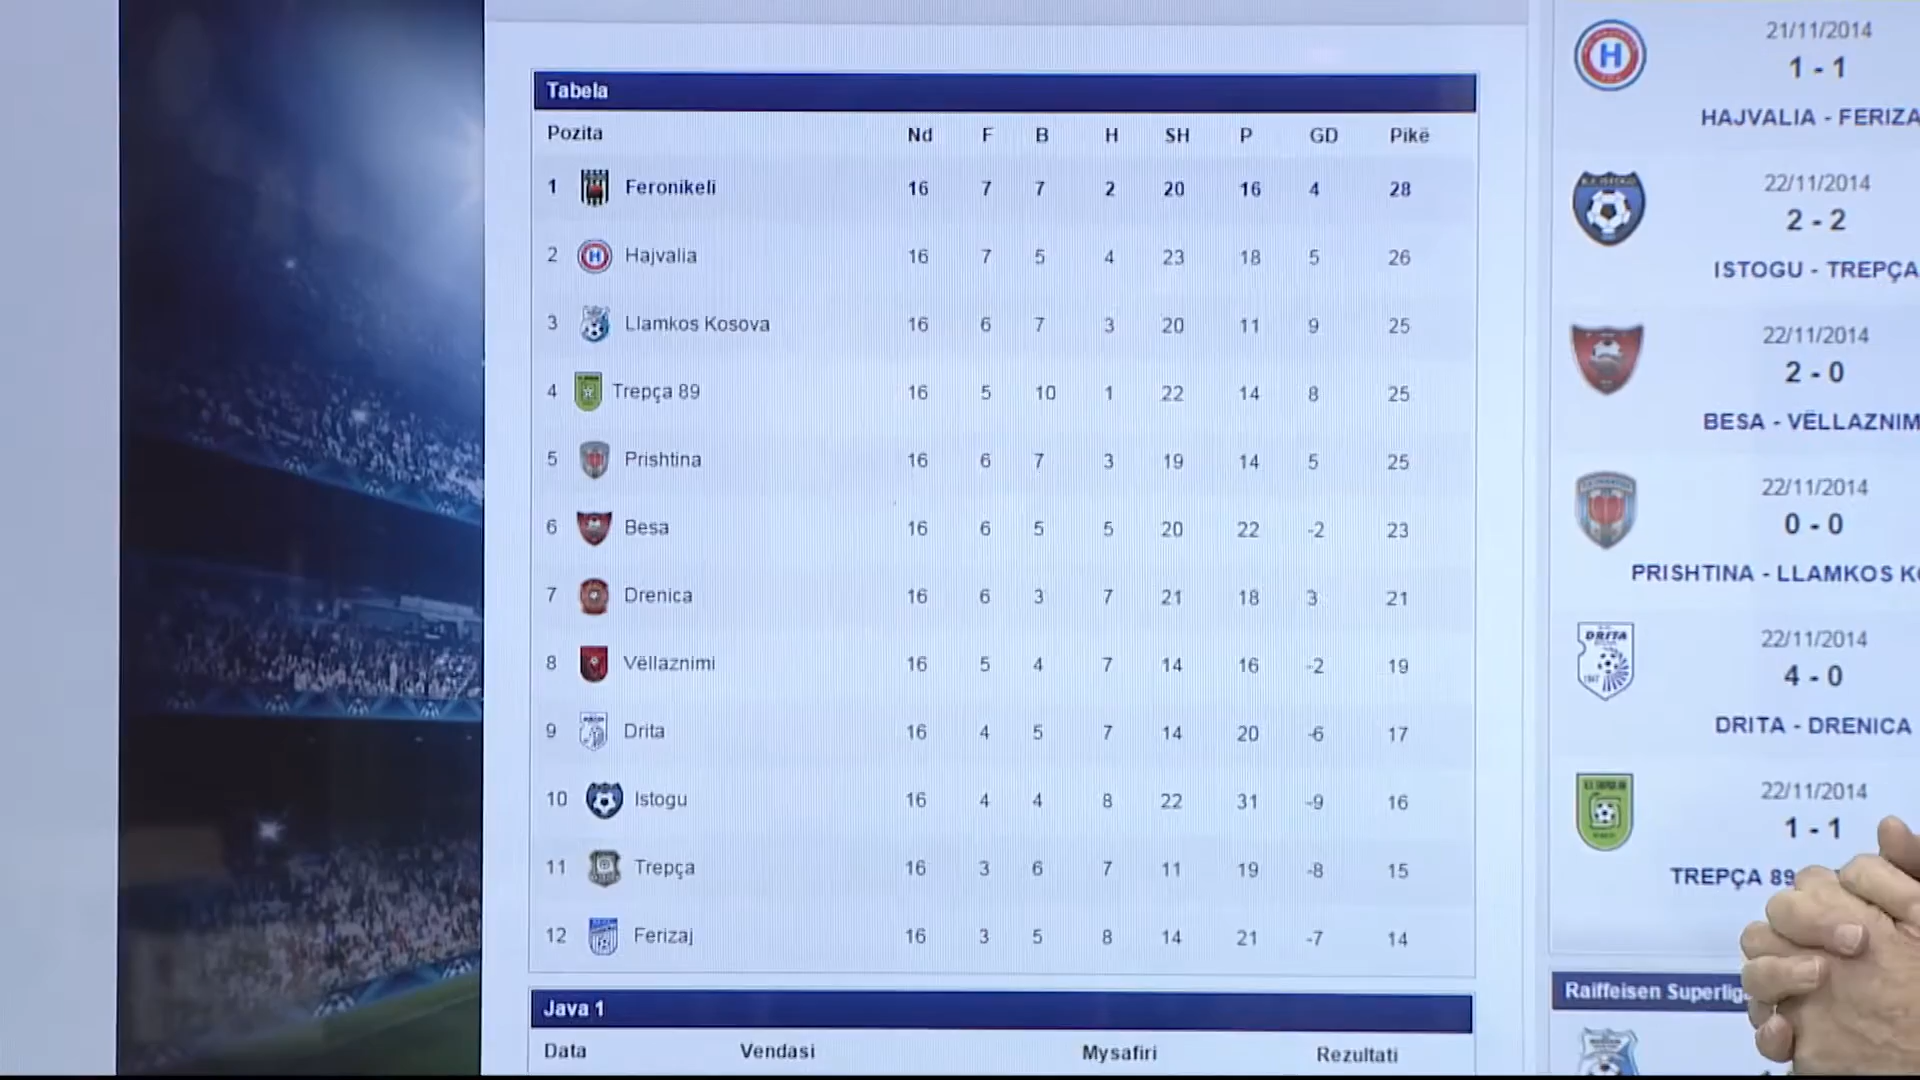 Tabela
Pozita Nd F B H SH P GD Pikë
1 Feronikeli 16 7 7 2 20 16 4 28
2 Hajvalia 16 7 5 4 23 18 5 26
3 Llamkos Kosova 16 6 7 3 20 11 9 25
4 Trepça 89 16 5 10 1 22 14 8 25
5 Prishtina 16 6 7 3 19 14 5 25
6 Besa 16 6 5 5 20 22 -2 23
7 Drenica 16 6 3 7 21 18 3 21
8 Vëllaznimi 16 5 4 7 14 16 -2 19
9 Drita 16 4 5 7 14 20 -6 17
10 Istogu 16 4 4 8 22 31 -9 16
11 Trepça 16 3 6 7 11 19 -8 15
12 Ferizaj 16 3 5 8 14 21 -7 14
Java 1
Data Vendasi Mysafiri Rezultati
H
21/11/2014
1 - 1
HAJVALIA - FERIZA
22/11/2014
2 - 2
ISTOGU - TREPÇA
22/11/2014
2 - 0
BESA - VËLLAZNIM
22/11/2014
0 - 0
PRISHTINA - LLAMKOS K
DRITA
1947
22/11/2014
4 - 0
DRITA - DRENICA
22/11/2014
1 - 1
TREPÇA 89
Raiffeisen Superlig